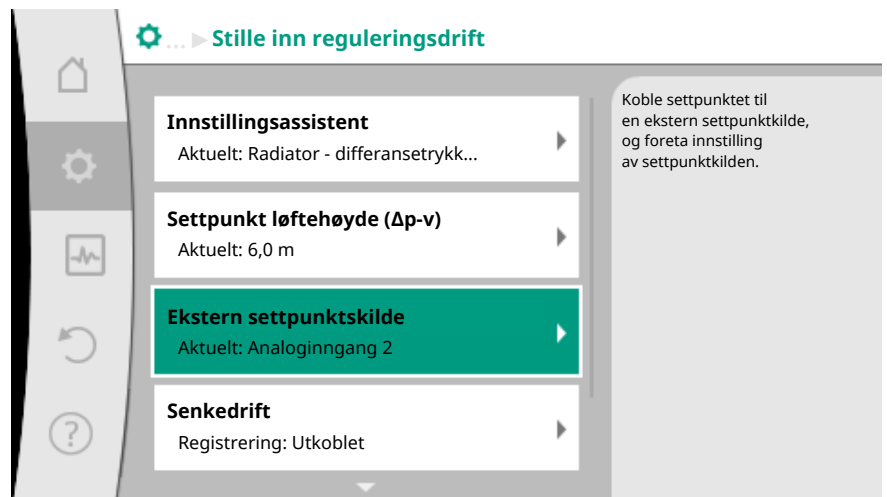 ... Stille inn reguleringsdrift
Innstillingsassistent
Aktuelt: Radiator - differansetrykk...
Settpunkt løftehøyde (Δp-v)
Aktuelt: 6,0 m
Ekstern settpunktskilde
Aktuelt: Analoginngang 2
Senkedrift
Registrering: Utkoblet
Koble settpunktet til
en ekstern settpunktkilde,
og foreta innstilling
av settpunktkilden.
?